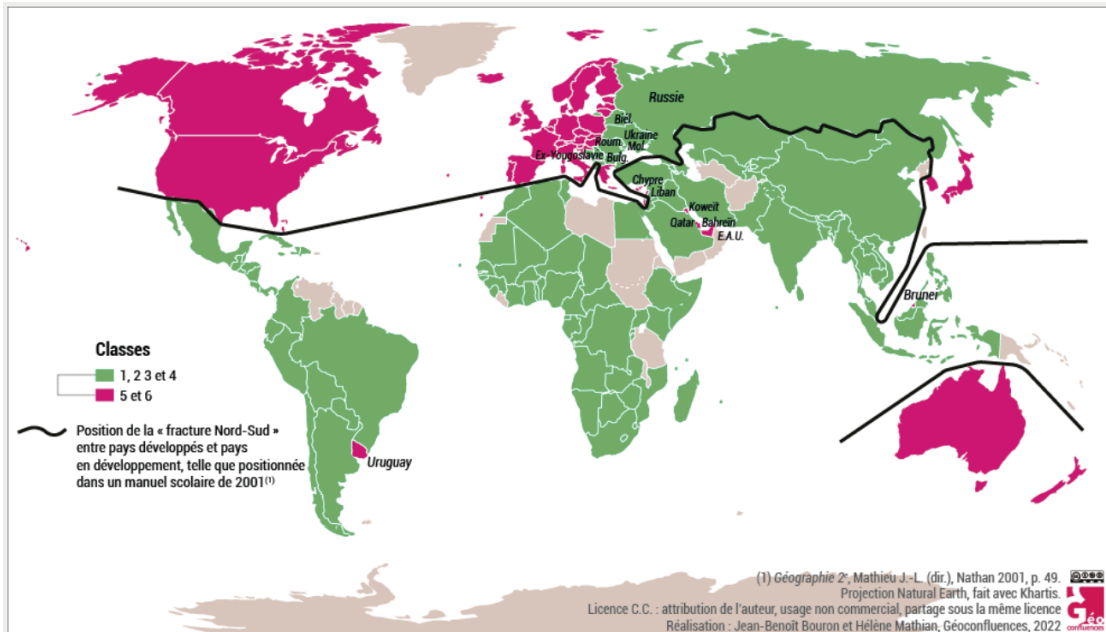 Russie
Biél.
Ukraine
Roum.
Mol.
Ex-Yougoslavie
Bulg.
Chypre
Liban
Koweït
Qatar
Bahreïn
E.A.U.
Bruner
Uruguay
Classes
1, 2 3 et 4
5 et 6
Position de la « fracture Nord-Sud »
entre pays développés et pays
en développement, telle que positionnée
dans un manuel scolaire de 2001(1)
(1) Géographie 2e, Mathieu J.-L. (dir.), Nathan 2001, p. 49.
Projection Natural Earth, fait avec Khartis.
Licence C.C. : attribution de l'auteur, usage non commercial, partage sous la même licence
Réalisation : Jean-Benoît Bouron et Hélène Mathian, Géoconfluences, 2022
Géo
confluences